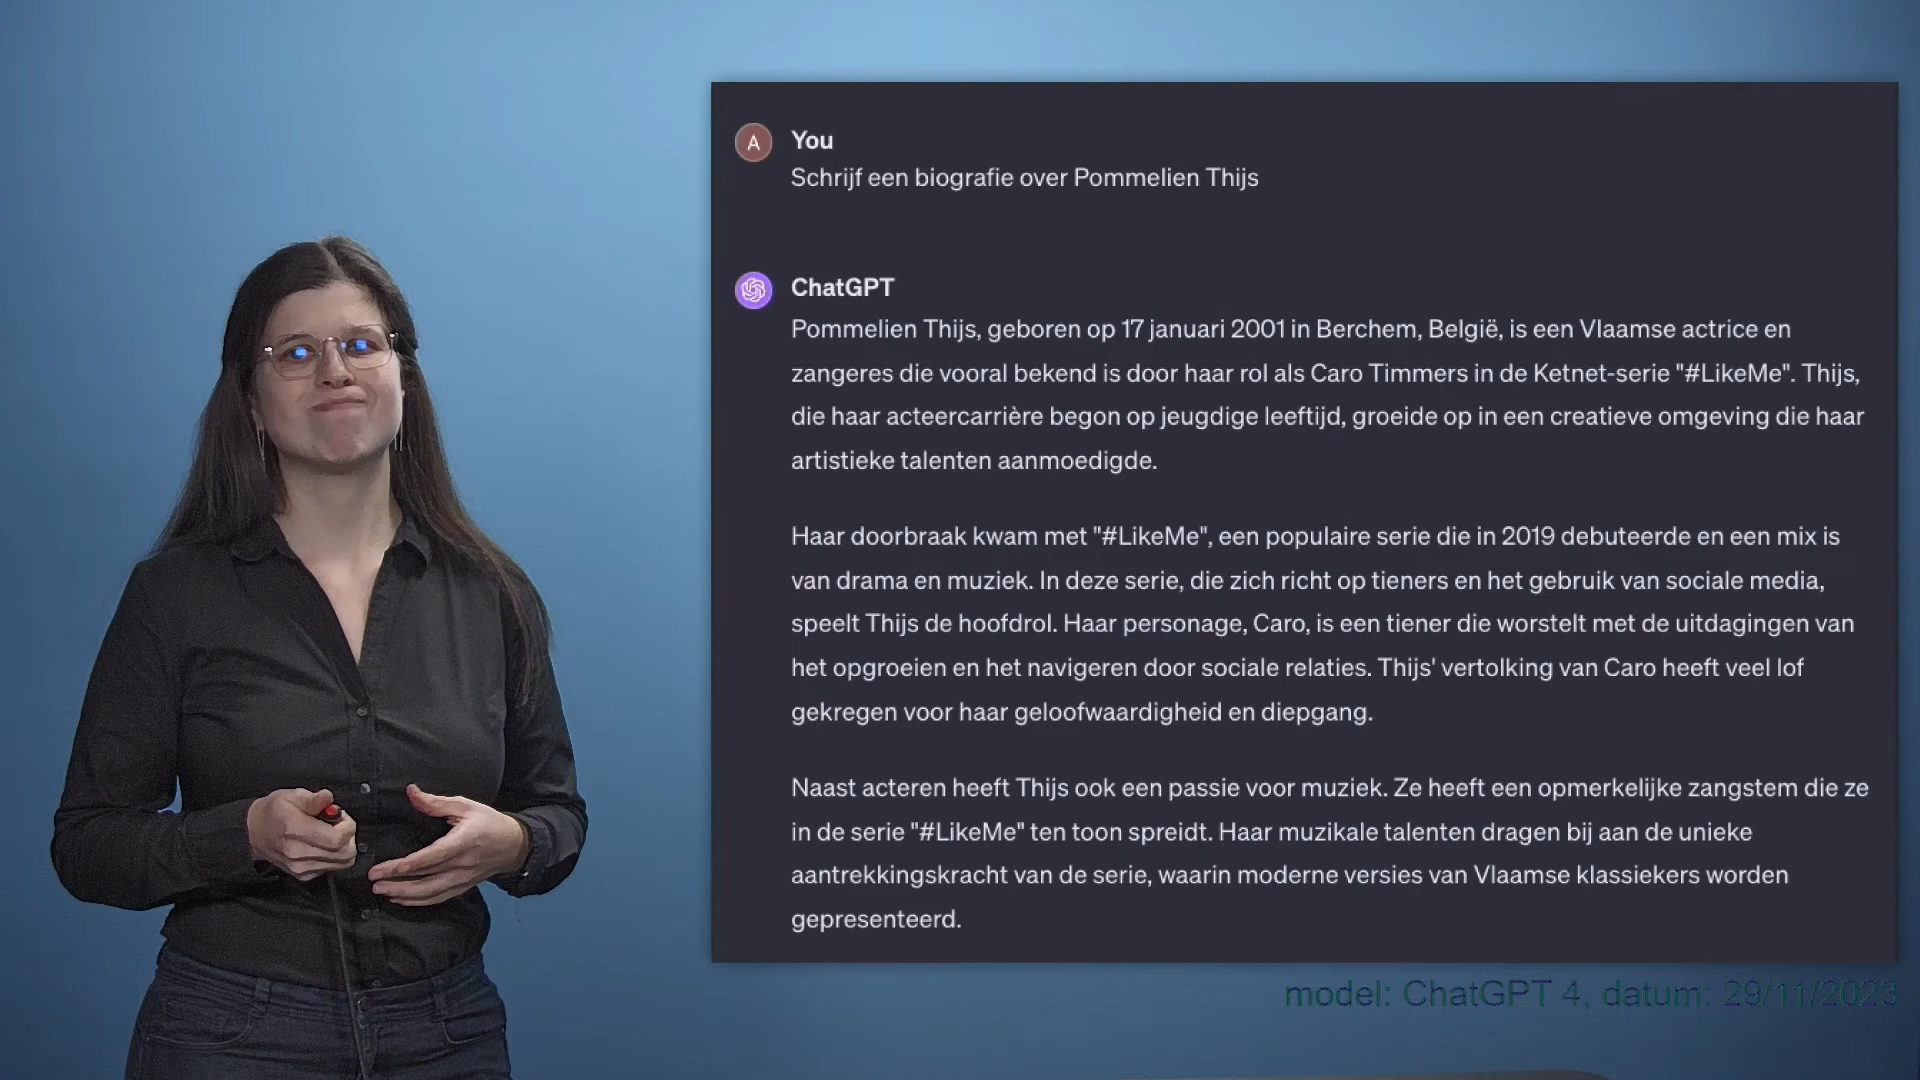 A
You
Schrijf een biografie over Pommelien Thijs
ChatGPT
Pommelien Thijs, geboren op 17 januari 2001 in Berchem, België, is een Vlaamse actrice en
zangeres die vooral bekend is door haar rol als Caro Timmers in de Ketnet-serie "#LikeMe". Thijs,
die haar acteercarrière begon op jeugdige leeftijd, groeide op in een creatieve omgeving die haar
artistieke talenten aanmoedigde.
Haar doorbraak kwam met "#LikeMe", een populaire serie die in 2019 debuteerde en een mix is
van drama en muziek. In deze serie, die zich richt op tieners en het gebruik van sociale media,
speelt Thijs de hoofdrol. Haar personage, Caro, is een tiener die worstelt met de uitdagingen van
het opgroeien en het navigeren door sociale relaties. Thijs' vertolking van Caro heeft veel lof
gekregen voor haar geloofwaardigheid en diepgang.
Naast acteren heeft Thijs ook een passie voor muziek. Ze heeft een opmerkelijke zangstem die ze
in de serie "#LikeMe" ten toon spreidt. Haar muzikale talenten dragen bij aan de unieke
aantrekkingskracht van de serie, waarin moderne versies van Vlaamse klassiekers worden
gepresenteerd.
model: ChatGPT 4, datum: 29/11/2023